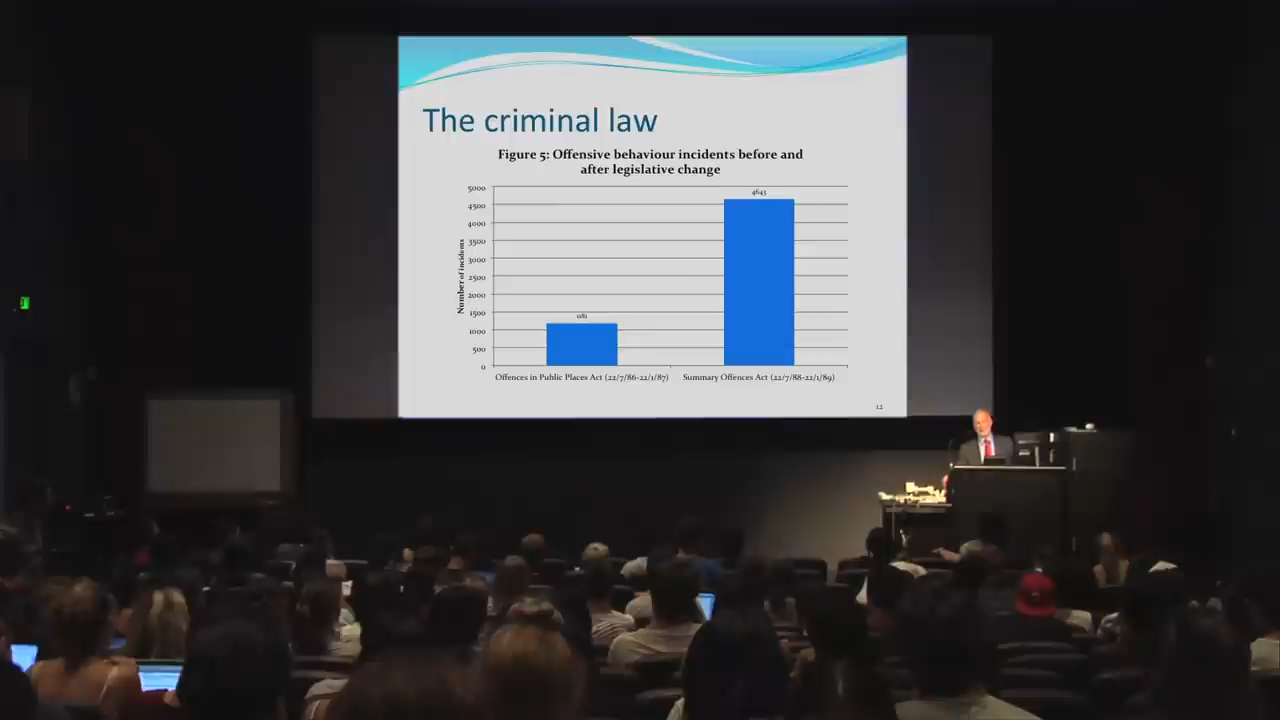 The criminal law
Figure 5: Offensive behaviour incidents before and
after legislative change
Number of incidents
5000
4500
4000
3500
3000
2500
2000
1500
1000
500
0
4643
Offences in Public Places Act (22/7/86-22/1/87)
Summary Offences Act (22/7/88-22/1/89)
12